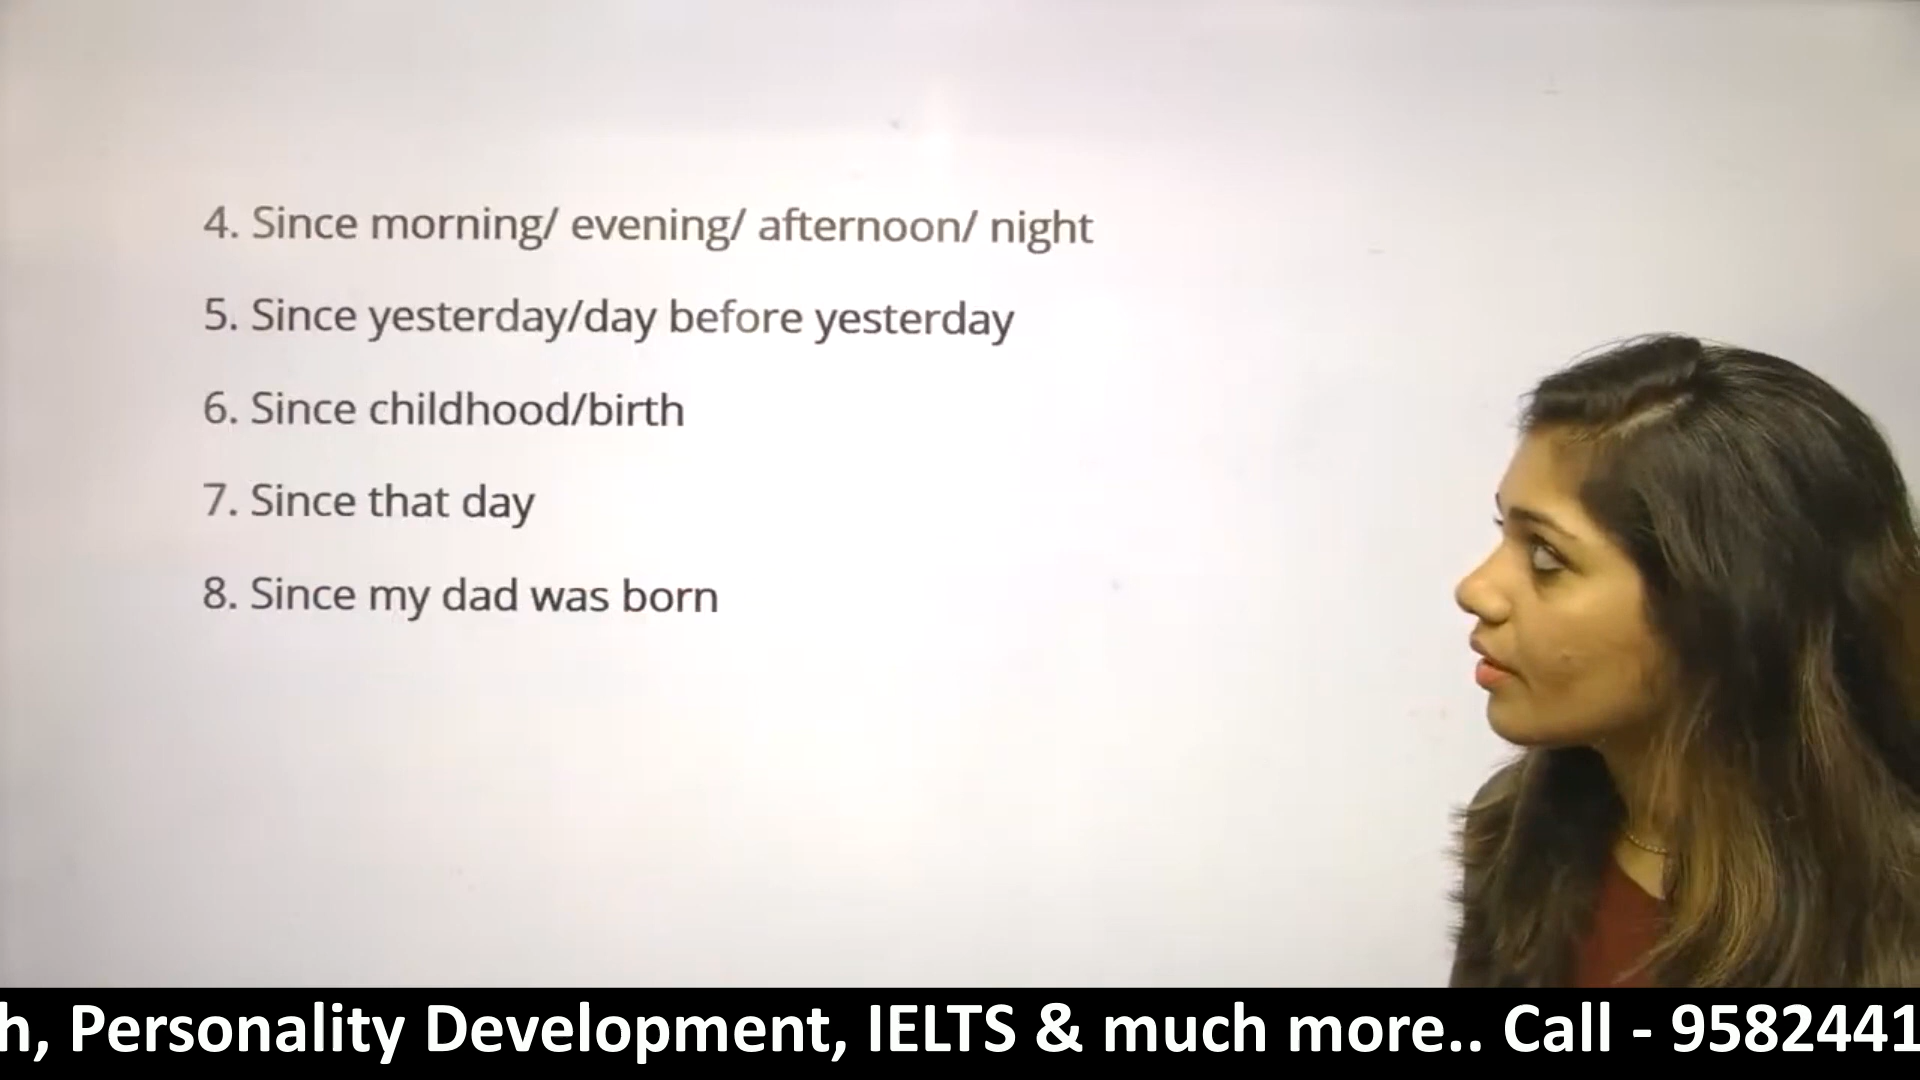 4. Since morning/ evening/ afternoon/ night
5. Since yesterday/day before yesterday
6. Since childhood/birth
7. Since that day
8. Since my dad was born
h, Personality Development, IELTS & much more.. Call - 9582441